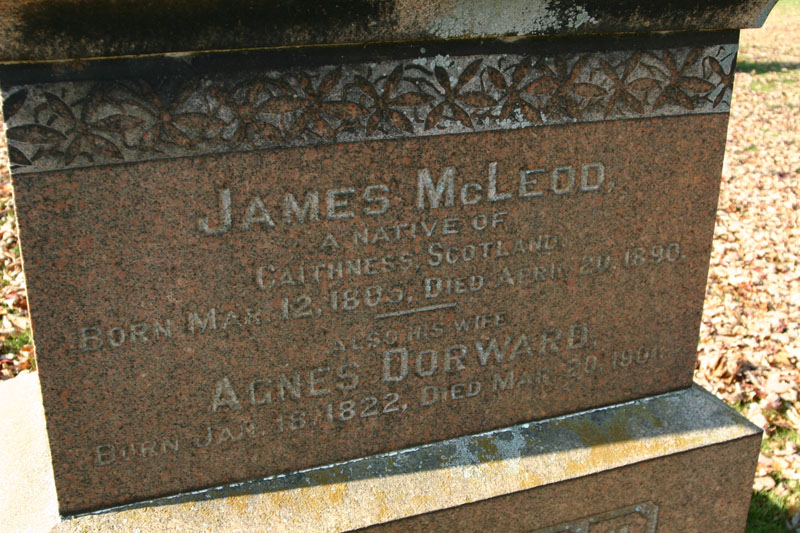 JAMES McLEOD,
A NATIVE OF
CAITHNESS, SCOTLAND,
BORN MAR. 12, DIED APRIL 20, 1890.
ALSO HIS WIFE
AGNES DORWARD
BORN JAN. 18, 1822, DIED MAR. 20, 1901.